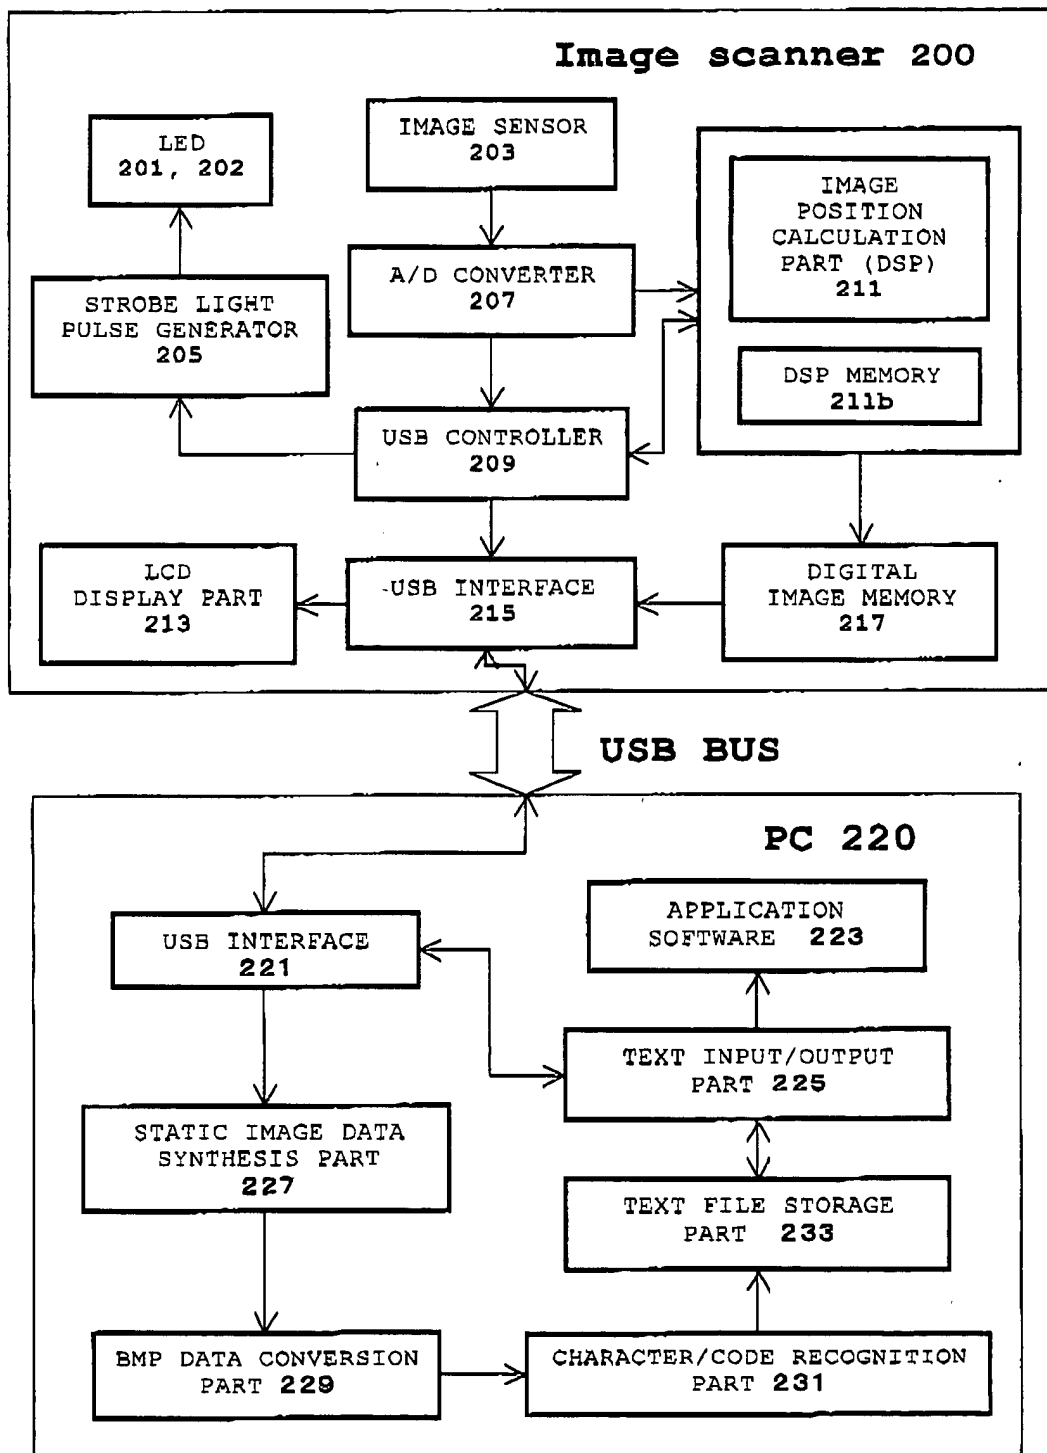 Image scanner 200
LED
201, 202
IMAGE SENSOR
203
IMAGE
POSITION
CALCULATION
PART (DSP)
211
A/D CONVERTER
207
STROBE LIGHT
PULSE GENERATOR
205
DSP MEMORY
211b
USB CONTROLLER
209
LCD
DISPLAY PART
213
USB INTERFACE
215
DIGITAL
IMAGE MEMORY
217
USB BUS
PC 220
APPLICATION
SOFTWARE 223
USB INTERFACE
221
TEXT INPUT/OUTPUT
PART 225
STATIC IMAGE DATA
SYNTHESIS PART
227
TEXT FILE STORAGE
PART 233
BMP DATA CONVERSION
PART 229
CHARACTER/CODE RECOGNITION
PART 231